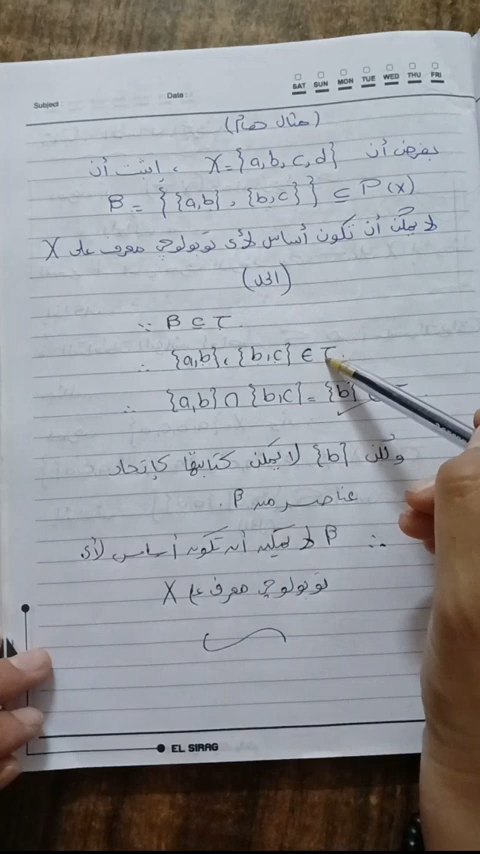 Subject
Date:
SAT SUN MON TUE WED THU FRI
(مثال هام)
بفرض أن X={a,b,c,d} ، إثبت أن
β = {{a,b}, {b,c}} ⊆ P(X)
لا يمكن أن تكون أساس لأى توبولوجى معرف على X
(الحل)
∵ β ⊆ τ
∴ {a,b}, {b,c} ∈ τ
∴ {a,b} ∩ {b,c} = {b}
ولكن {b} لا يمكن كتابتها كإتحاد
عناصر من β.
∴ β لا يمكن أن تكون أساس لأى
توبولوجى معرف على X
EL SIRAG